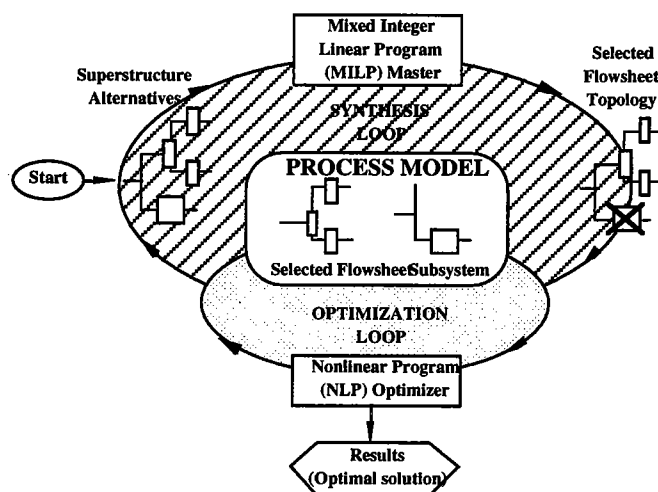 Mixed Integer
Linear Program
(MILP) Master
Superstructure
Alternatives
Selected
Flowsheet
Topology
SYNTHESIS
LOOP
Start
PROCESS MODEL
Selected Flowsheet
Subsystem
OPTIMIZATION
LOOP
Nonlinear Program
(NLP) Optimizer
Results
(Optimal solution)